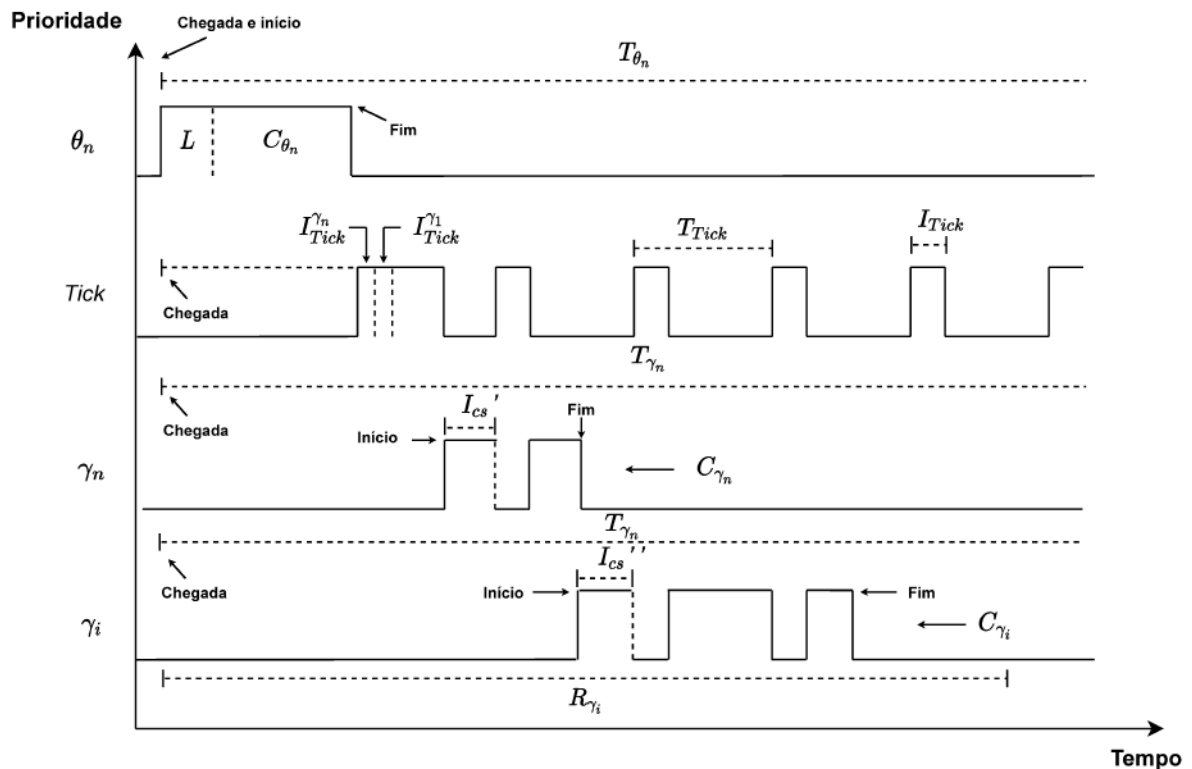 Prioridade
Chegada e início
T_{θ_n}
θ_n
L
C_{θ_n}
Fim
I_{Tick}^{γ_n}
I_{Tick}^{γ_1}
T_{Tick}
I_{Tick}
Tick
Chegada
T_{γ_n}
Chegada
I_{cs}'
Fim
Início
γ_n
C_{γ_n}
T_{γ_n}
Chegada
I_{cs}''
Início
Fim
γ_i
C_{γ_i}
R_{γ_i}
Tempo